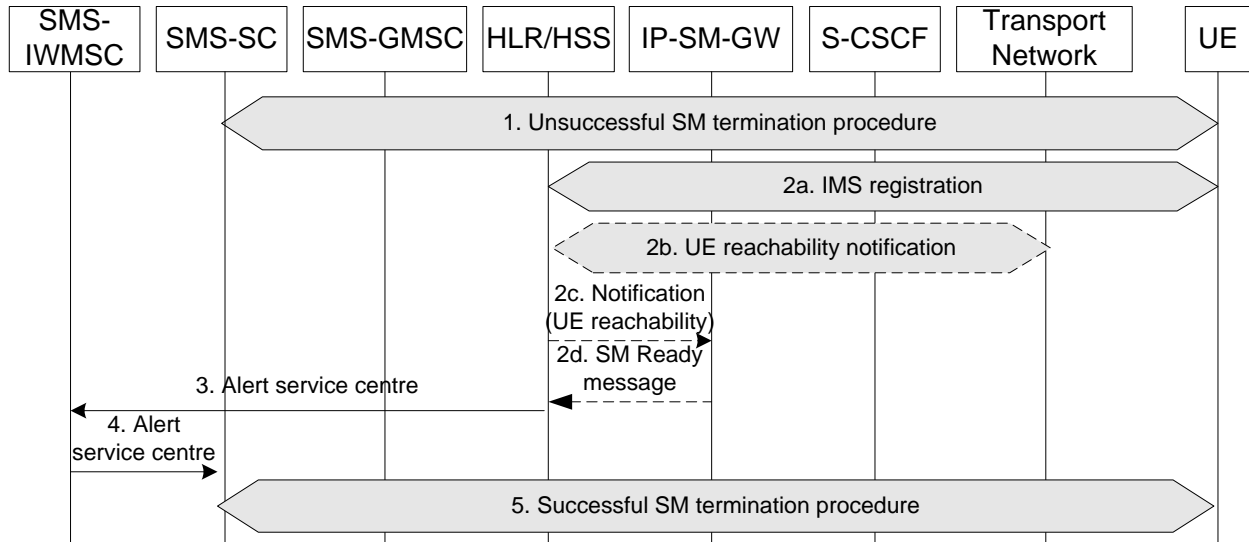 SMS-
IWMSC
SMS-SC
SMS-GMSC
HLR/HSS
IP-SM-GW
S-CSCF
Transport
Network
UE
1. Unsuccessful SM termination procedure
2a. IMS registration
2b. UE reachability notification
2c. Notification
(UE reachability)
2d. SM Ready
message
3. Alert service centre
4. Alert
service centre
5. Successful SM termination procedure